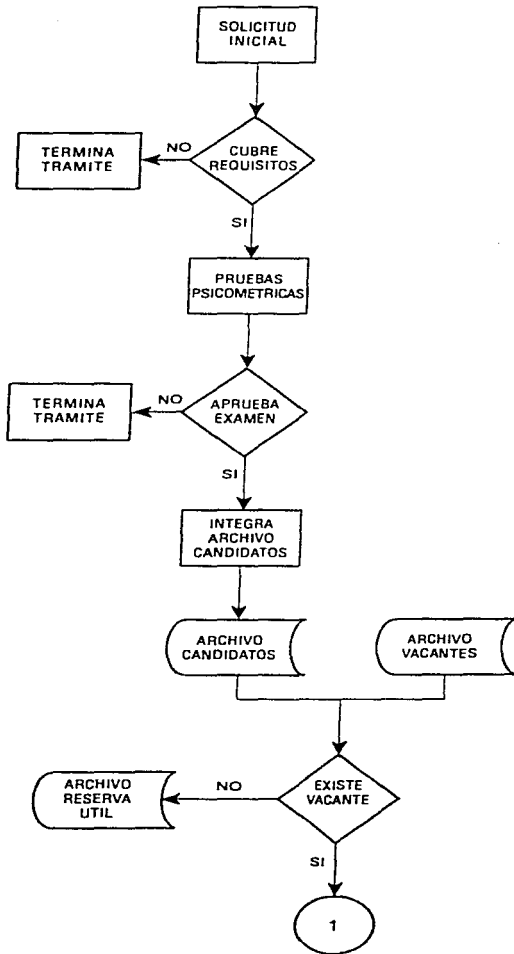 SOLICITUD
INICIAL
CUBRE
REQUISITOS
NO
TERMINA
TRAMITE
SI
PRUEBAS
PSICOMETRICAS
APRUEBA
EXAMEN
NO
TERMINA
TRAMITE
SI
INTEGRA
ARCHIVO
CANDIDATOS
ARCHIVO
CANDIDATOS
ARCHIVO
VACANTES
EXISTE
VACANTE
NO
ARCHIVO
RESERVA
UTIL
SI
1